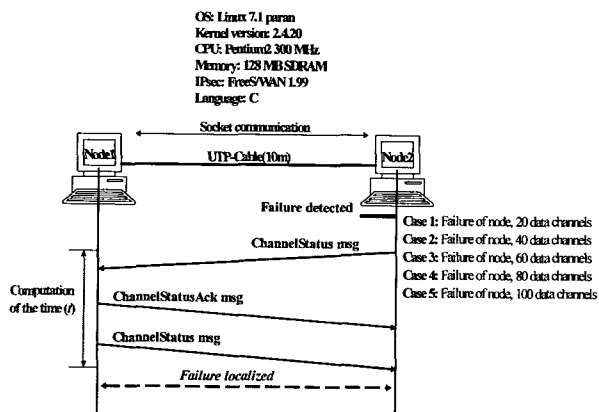 OS: Linux 7.1 paran
Kernel version: 2.4.20
CPU: Pentium2 300 MHz
Memory: 128 MB SDRAM
IPsec: FreeS/WAN 1.99
Language: C
Socket communication
Node1
UTP-Cable(10m)
Node2
Failure detected
Case 1: Failure of node, 20 data channels
Case 2: Failure of node, 40 data channels
Case 3: Failure of node, 60 data channels
Case 4: Failure of node, 80 data channels
Case 5: Failure of node, 100 data channels
ChannelStatus msg
Computation
of the time (t)
ChannelStatusAck msg
ChannelStatus msg
Failure localized